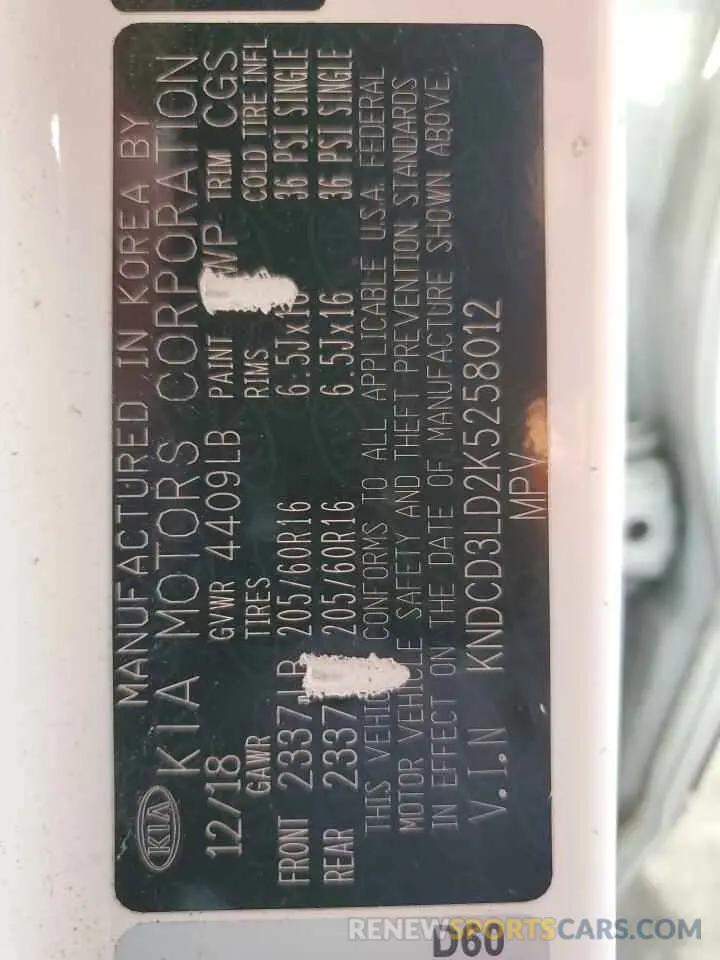 MANUFACTURED IN KOREA BY
KIA KIA MOTORS CORPORATION
12/18 GVWR 4409LB PAINT WP TRIM CGS
GAWR TIRES RIMS COLD TIRE INFL
FRONT 2337LB 205/60R16 6.5Jx16 36 PSI SINGLE
REAR 2337 205/60R16 6.5Jx16 36 PSI SINGLE
THIS VEHIC CONFORMS TO ALL APPLICABLE U.S.A. FEDERAL
MOTOR VEHICLE SAFETY AND THEFT PREVENTION STANDARDS
IN EFFECT ON THE DATE OF MANUFACTURE SHOWN ABOVE.
V.I.N KNDCD3LD2K5258012
MPV
D60
RENEWSPORTSCARS.COM